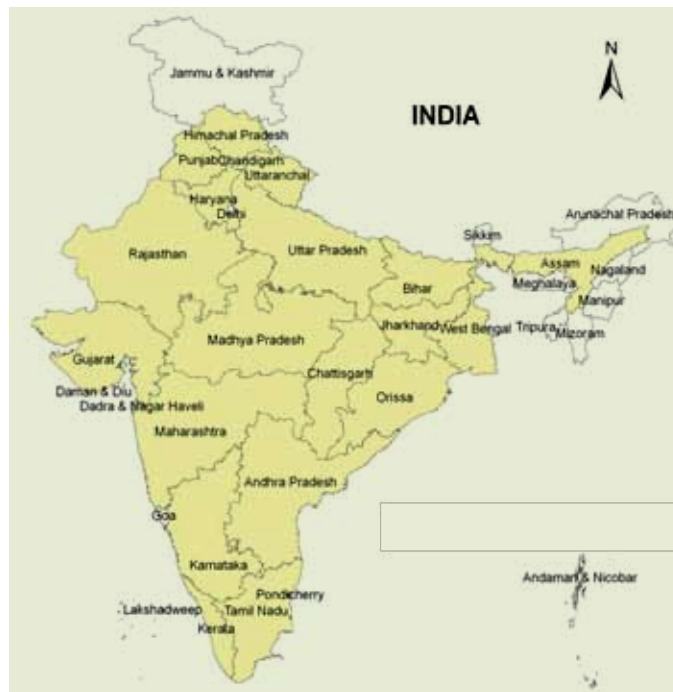 N
Jammu & Kashmir
INDIA
Himachal Pradesh
Punjab
Chandigarh
Uttaranchal
Haryana
Delhi
Arunachal Pradesh
Sikkim
Rajasthan
Uttar Pradesh
Assam
Nagaland
Bihar
Meghalaya
Manipur
Jharkhand
West Bengal
Tripura
Mizoram
Madhya Pradesh
Gujarat
Chattisgarh
Daman & Diu
Orissa
Dadra & Nagar Haveli
Maharashtra
Andhra Pradesh
Goa
Karnataka
Andaman & Nicobar
Pondicherry
Lakshadweep
Tamil Nadu
Kerala